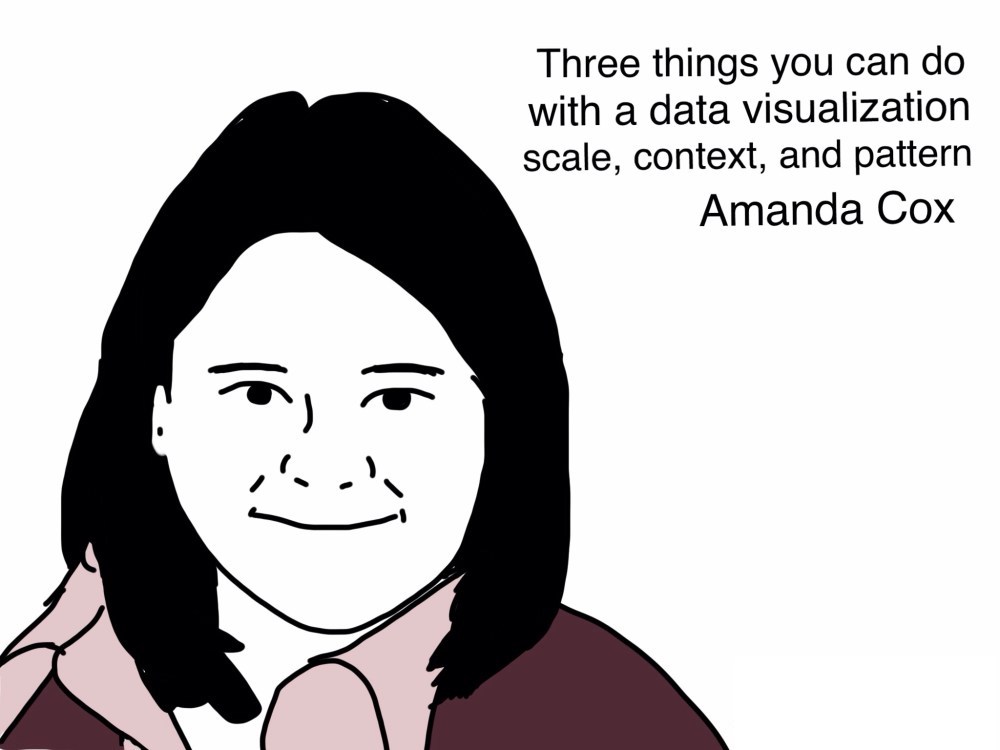 Three things you can do
with a data visualization
scale, context, and pattern
Amanda Cox